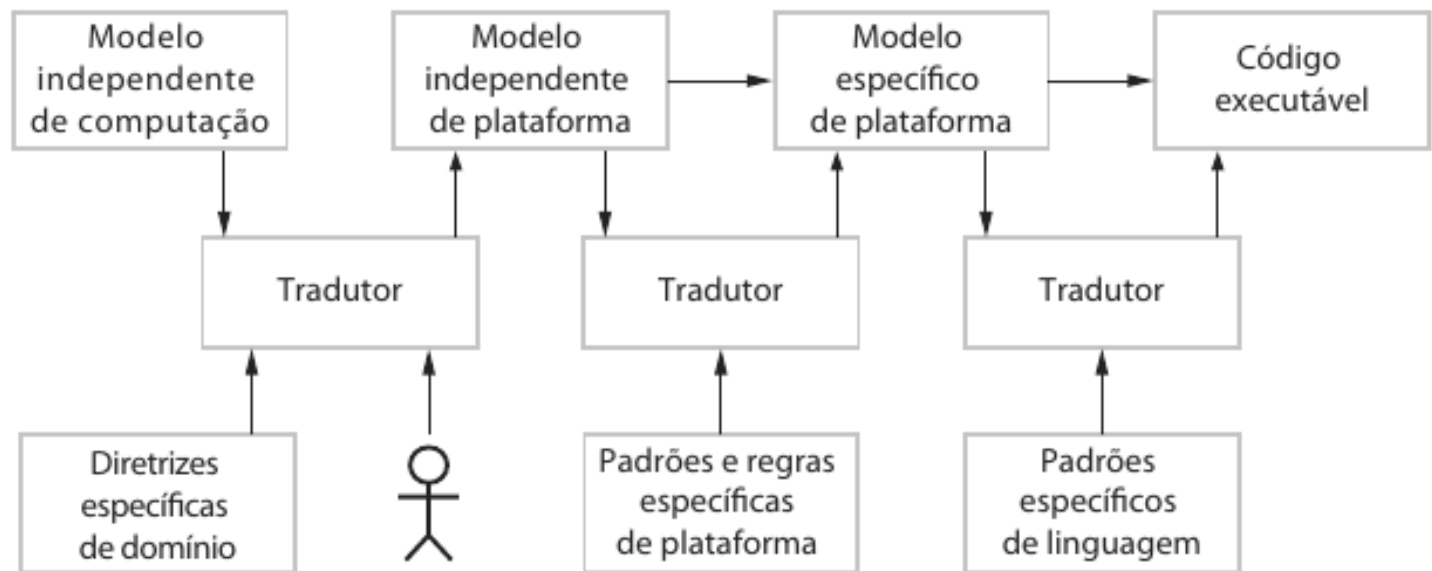 Modelo
independente
de computação
Modelo
independente
de plataforma
Modelo
específico
de plataforma
Código
executável
Tradutor
Tradutor
Tradutor
Diretrizes
específicas
de domínio
Padrões e regras
específicas
de plataforma
Padrões
específicos
de linguagem